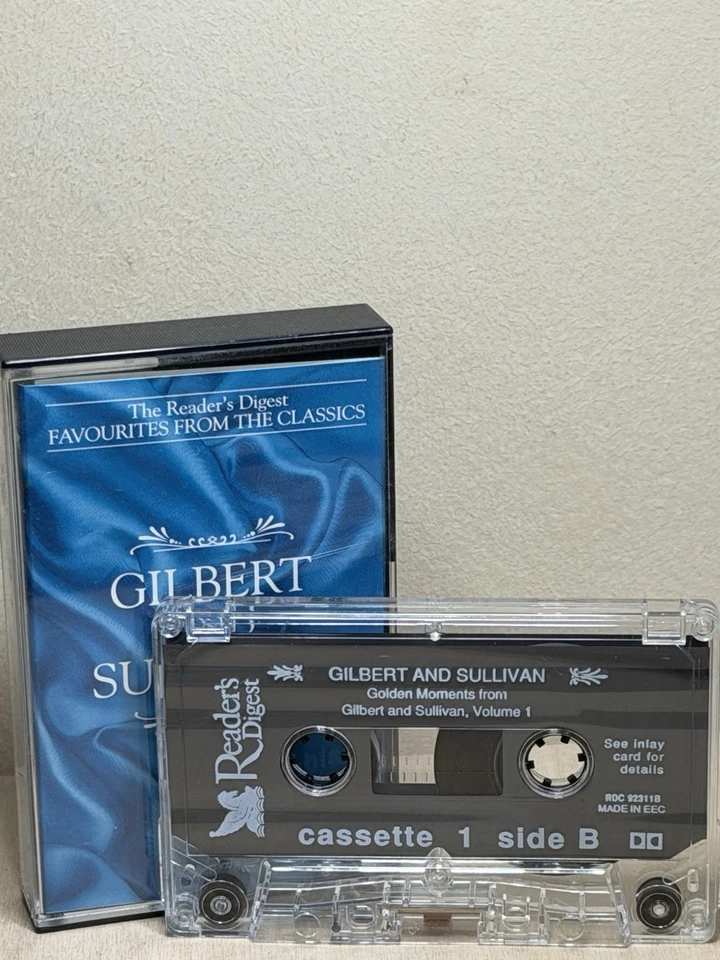 The Reader's Digest
FAVOURITES FROM THE CLASSICS
GILBERT
SU
Reader's
Digest
GILBERT AND SULLIVAN
Golden Moments from
Gilbert and Sullivan, Volume 1
See inlay
card for
details
RDC 92311B
MADE IN EEC
cassette 1 side B